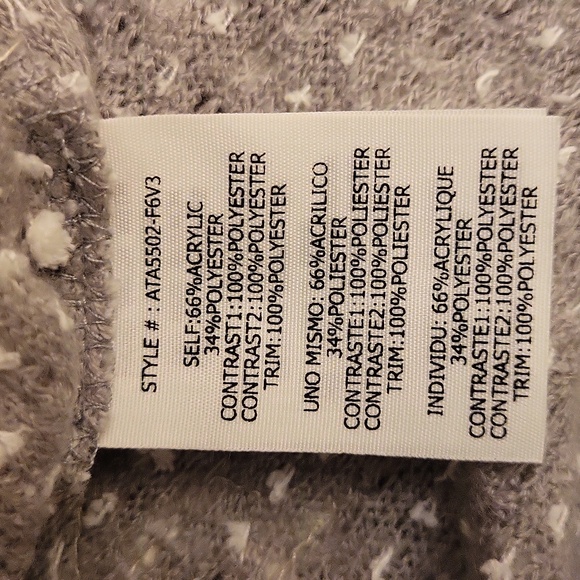 STYLE # : ATA5502-F6V3
SELF:66%ACRYLIC
34%POLYESTER
CONTRAST1:100%POLYESTER
CONTRAST2:100%POLYESTER
TRIM:100%POLYESTER
UNO MISMO: 66%ACRILICO
34%POLIESTER
CONTRASTE1:100%POLIESTER
CONTRASTE2:100%POLIESTER
TRIM:100%POLIESTER
INDIVIDU: 66%ACRYLIQUE
34%POLYESTER
CONTRASTE1:100%POLYESTER
CONTRASTE2:100%POLYESTER
TRIM:100%POLYESTER